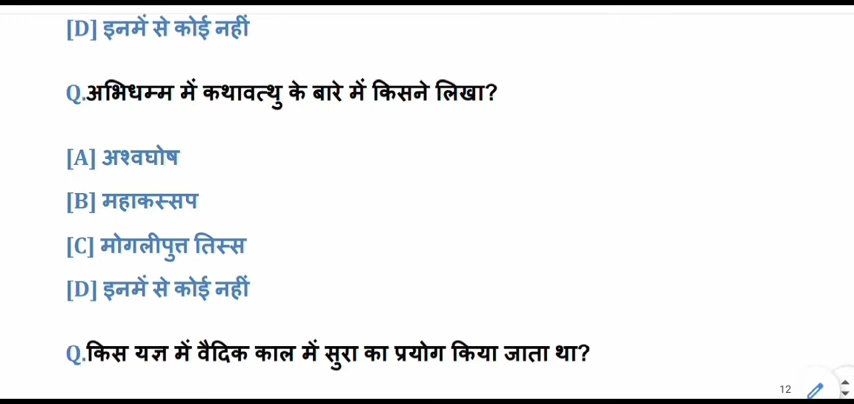 [D] इनमें से कोई नहीं
Q.अभिधम्म में कथावत्थु के बारे में किसने लिखा?
[A] अश्वघोष
[B] महाकस्सप
[C] मोगलीपुत्त तिस्स
[D] इनमें से कोई नहीं
Q.किस यज्ञ में वैदिक काल में सुरा का प्रयोग किया जाता था?
12